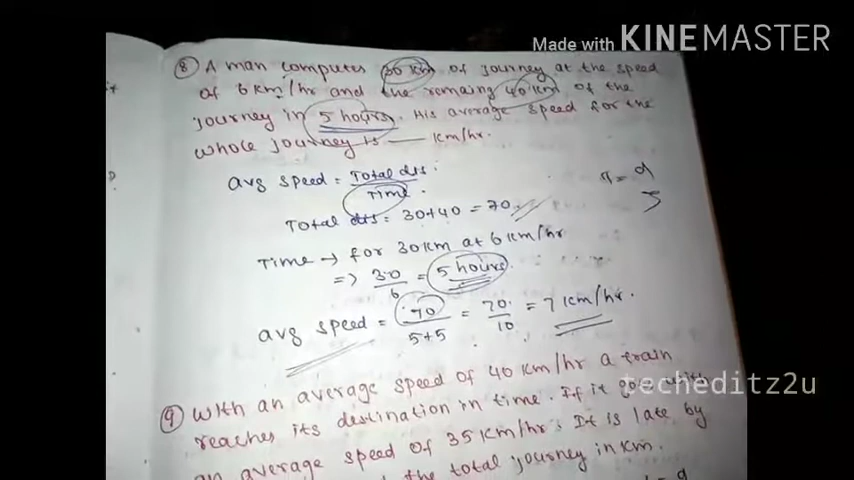 Made with KINEMASTER
⑧ A man computes 30 km of journey at the speed
of 6 km/hr and the remaining 40 km of the
journey in 5 hours. His average speed for the
whole journey is — km/hr.
avg speed = Total dis / Time
Total dis = 30+40 = 70
Time → for 30 km at 6 km/hr
=> 30/6 = 5 hours
avg speed = 70/5+5 = 70/10 = 7 km/hr.
techeditz2u
⑨ With an average speed of 40 km/hr a train
reaches its destination in time. If it goes with
an average speed of 35 km/hr. It is late by
the total journey in km.